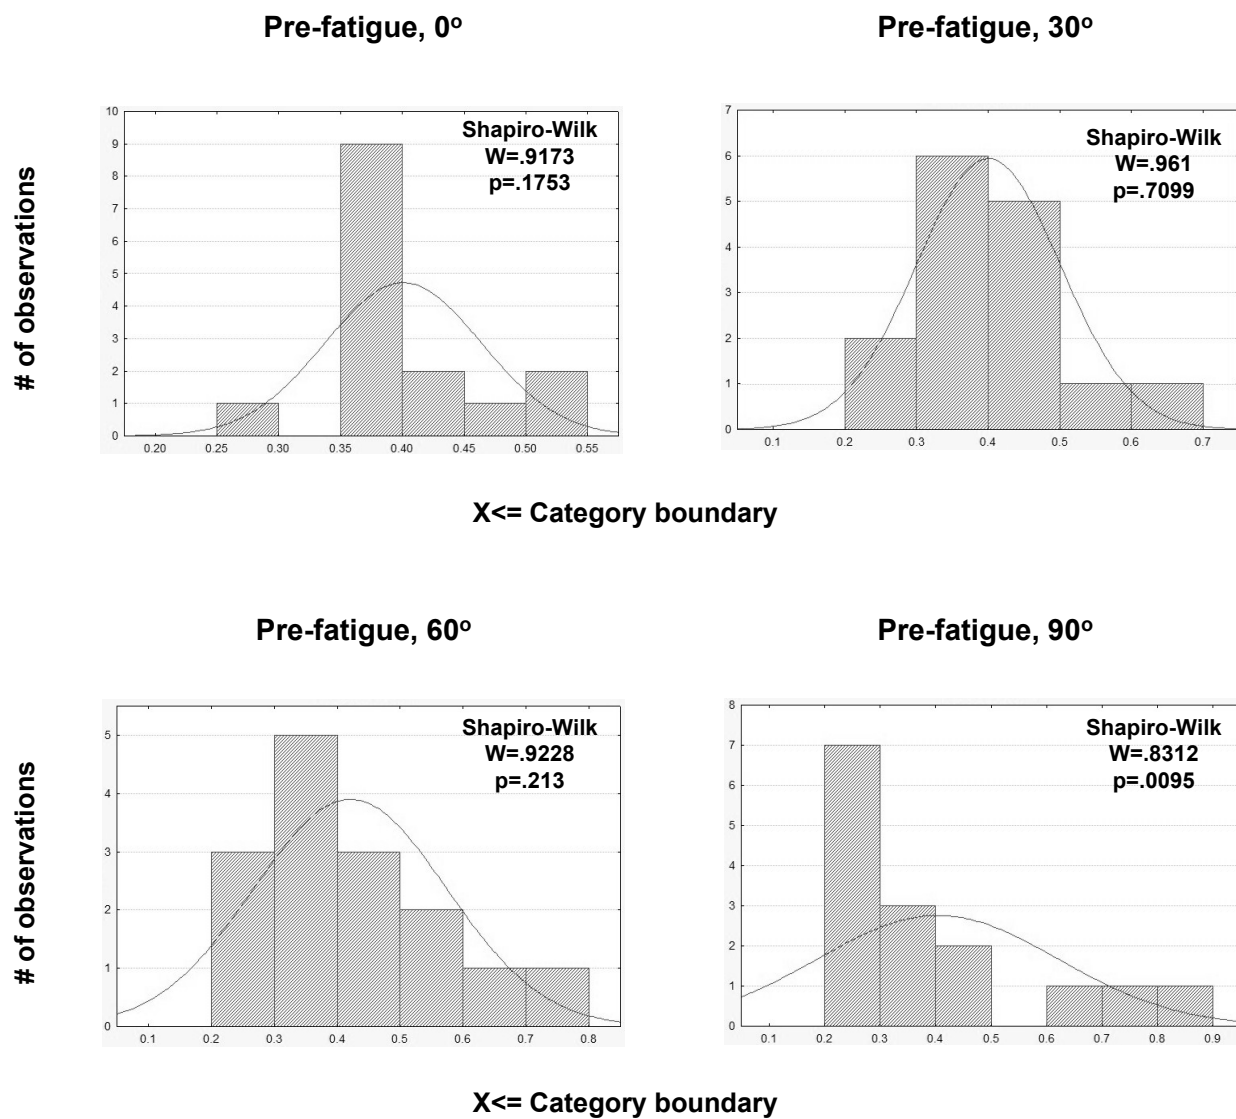 Pre-fatigue, 0º
Pre-fatigue, 30º
# of observations
10
9
8
7
6
5
4
3
2
1
0
Shapiro-Wilk
W=.9173
p=.1753
0.20 0.25 0.30 0.35 0.40 0.45 0.50 0.55
7
6
5
4
3
2
1
0
Shapiro-Wilk
W=.961
p=.7099
0.1 0.2 0.3 0.4 0.5 0.6 0.7
X<= Category boundary
Pre-fatigue, 60º
Pre-fatigue, 90º
# of observations
5
4
3
2
1
0
Shapiro-Wilk
W=.9228
p=.213
0.1 0.2 0.3 0.4 0.5 0.6 0.7 0.8
8
7
6
5
4
3
2
1
0
Shapiro-Wilk
W=.8312
p=.0095
0.1 0.2 0.3 0.4 0.5 0.6 0.7 0.8 0.9
X<= Category boundary